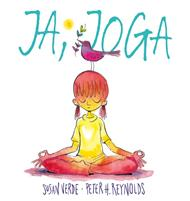 JA, JOGA
SUSAN VERDE • PETER H. REYNOLDS